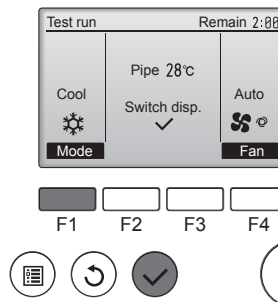 Test run Remain 2:00
Pipe 28℃
Cool Auto
Switch disp.
Mode Fan
F1 F2 F3 F4